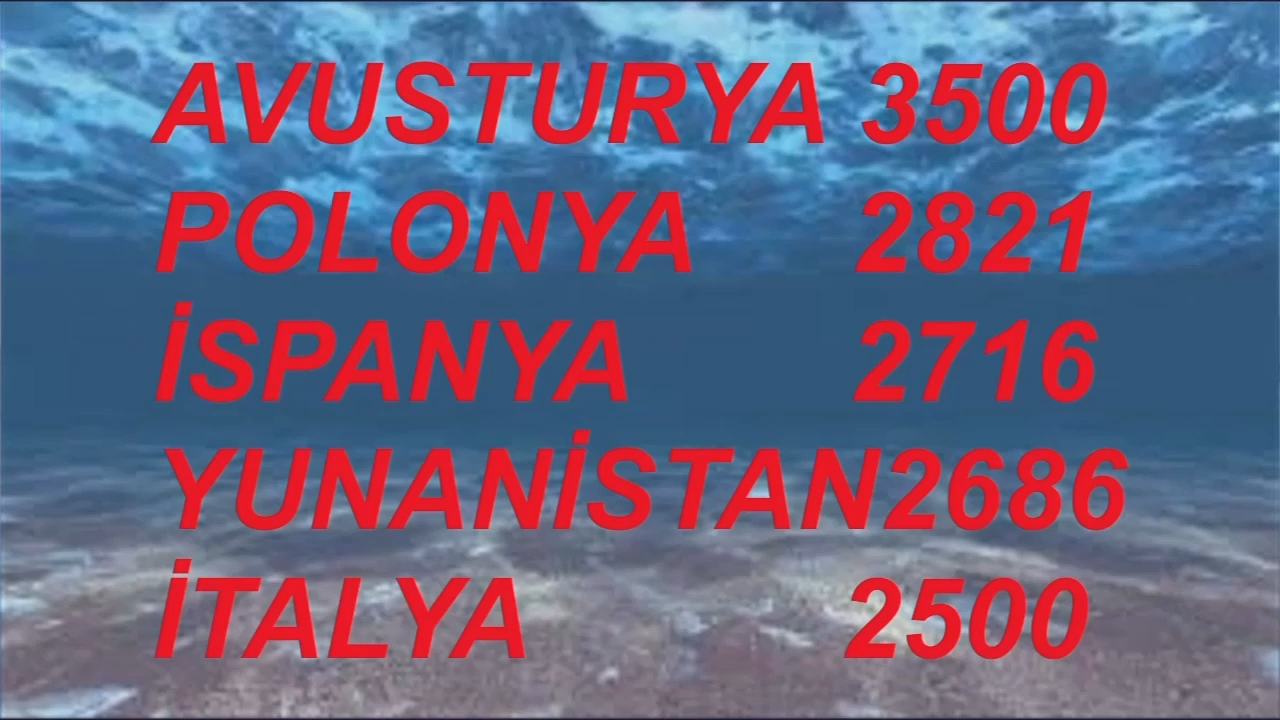 AVUSTURYA 3500
POLONYA 2821
İSPANYA 2716
YUNANİSTAN2686
İTALYA 2500